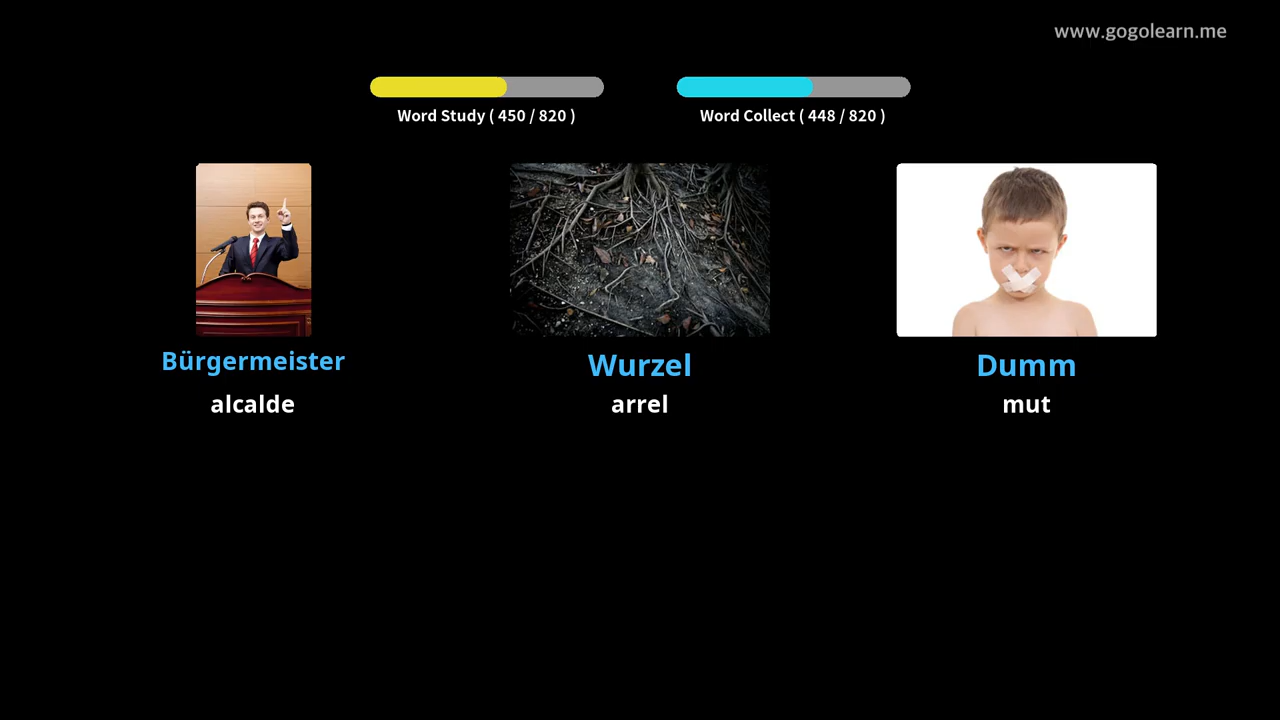 www.gogolearn.me
Word Study ( 450 / 820 )
Word Collect ( 448 / 820 )
Bürgermeister
alcalde
Wurzel
arrel
Dumm
mut